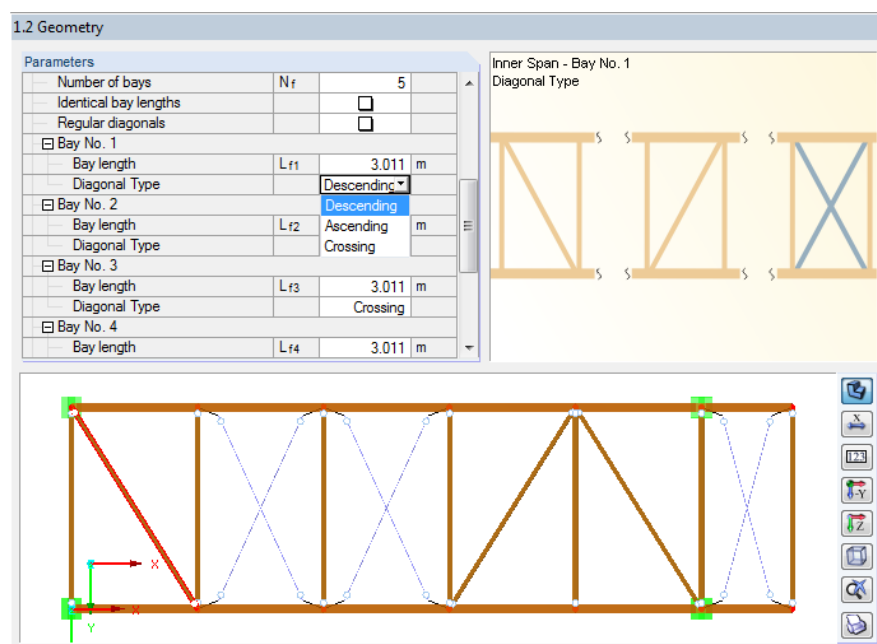 1.2 Geometry
Parameters
Number of bays Nf 5
Identical bay lengths
Regular diagonals
Bay No. 1
Bay length Lf1 3.011 m
Diagonal Type Descending
Bay No. 2 Descending
Bay length Lf2 Ascending m
Diagonal Type Crossing
Bay No. 3
Bay length Lf3 3.011 m
Diagonal Type Crossing
Bay No. 4
Bay length Lf4 3.011 m
Inner Span - Bay No. 1
Diagonal Type
X
X
Y
X
123
-Y
Z